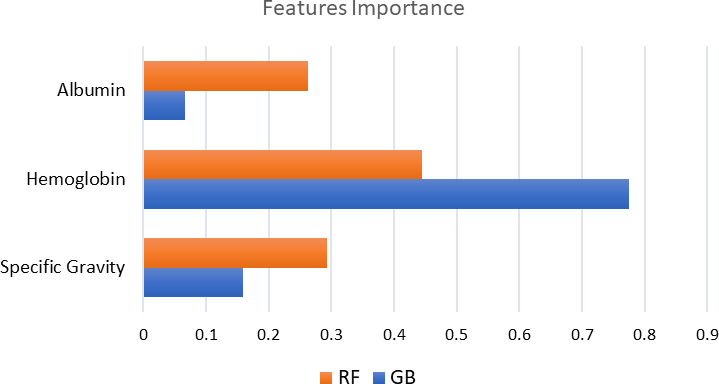 Features Importance
Albumin
Hemoglobin
Specific Gravity
0 0.1 0.2 0.3 0.4 0.5 0.6 0.7 0.8 0.9
RF GB